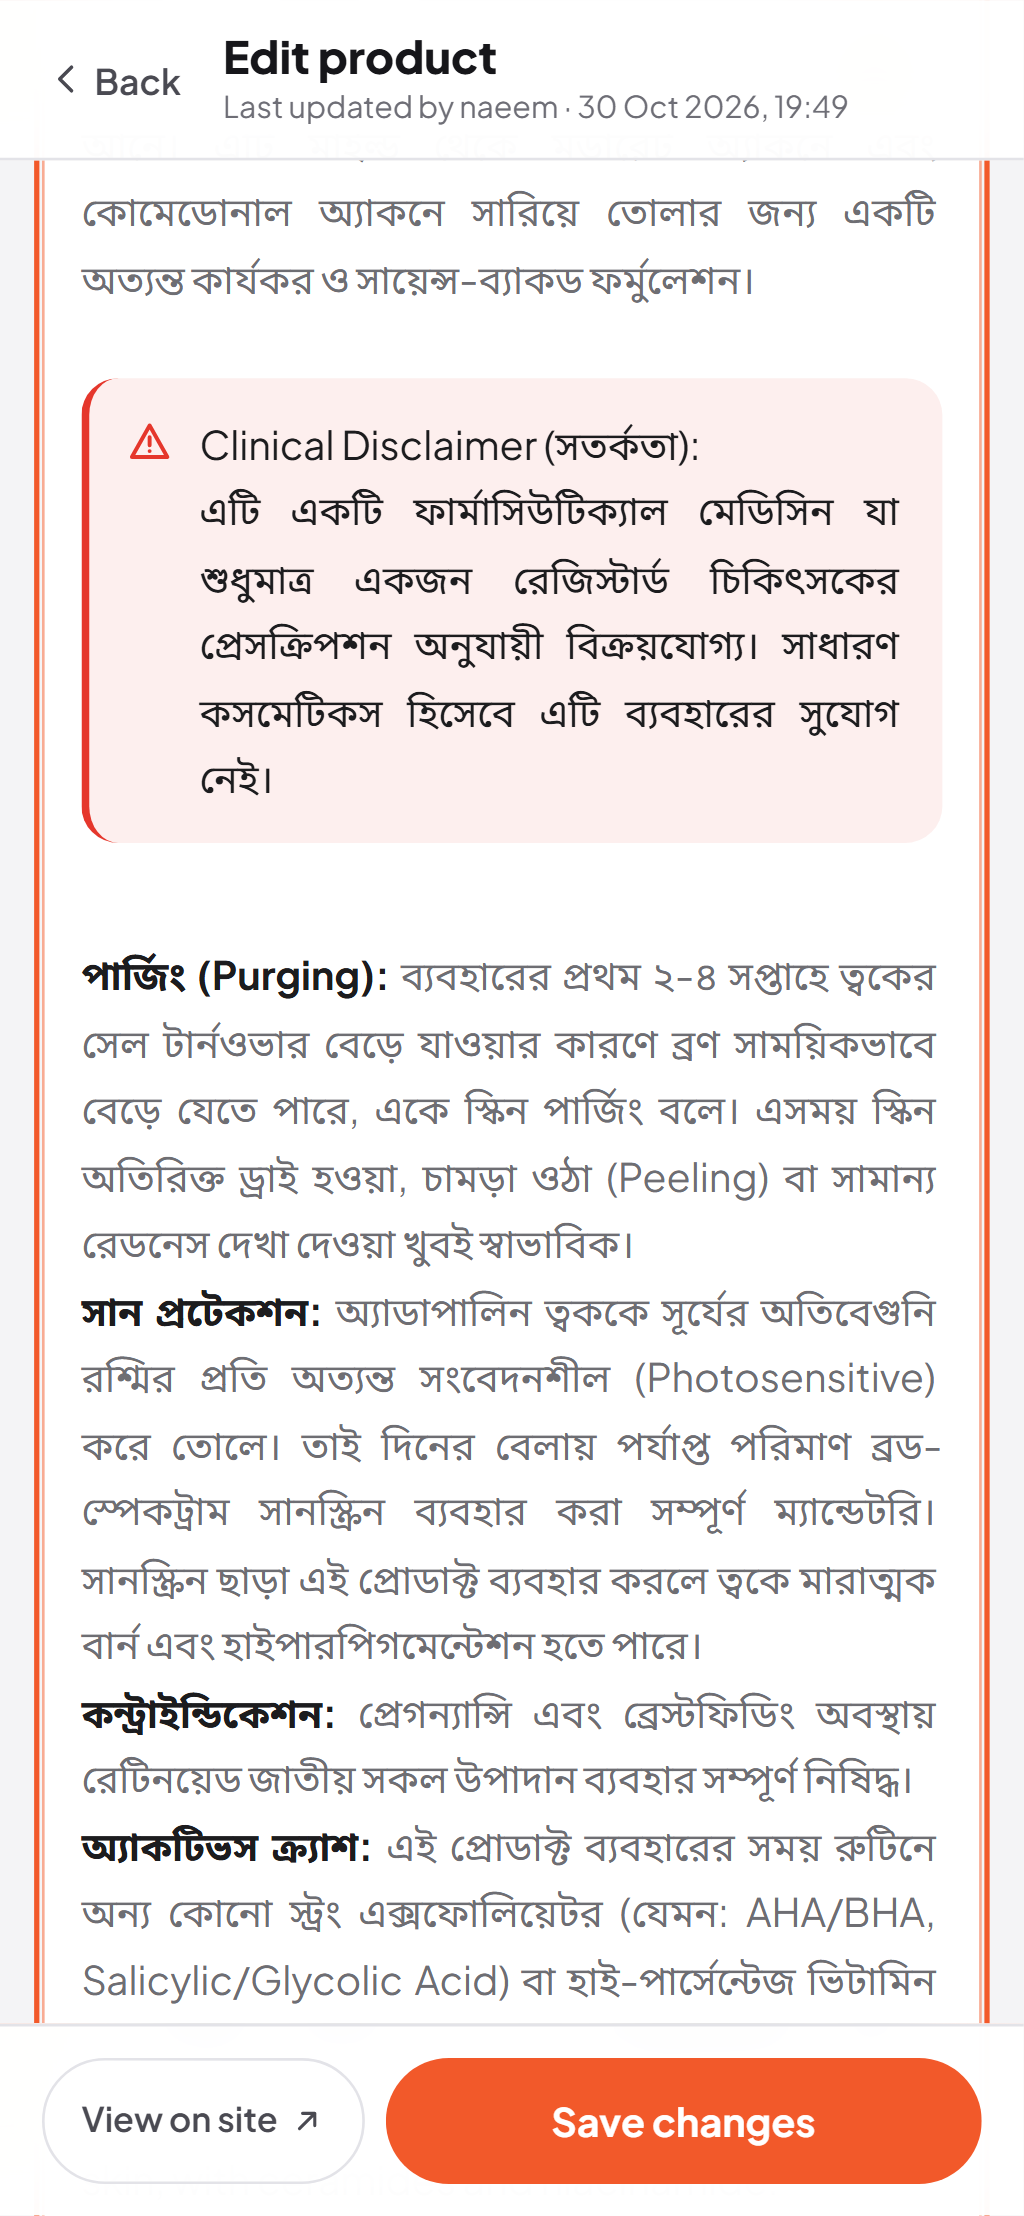 Back
Edit product
Last updated by naeem · 30 Oct 2026, 19:49
কোমেডোনাল অ্যাকনে সারিয়ে তোলার জন্য একটি
অত্যন্ত কার্যকর ও সায়েন্স-ব্যাকড ফর্মুলেশন।
Clinical Disclaimer (সতর্কতা):
এটি একটি ফার্মাসিউটিক্যাল মেডিসিন যা
শুধুমাত্র একজন রেজিস্টার্ড চিকিৎসকের
প্রেসক্রিপশন অনুযায়ী বিক্রয়যোগ্য। সাধারণ
কসমেটিকস হিসেবে এটি ব্যবহারের সুযোগ
নেই।
পার্জিং (Purging): ব্যবহারের প্রথম ২-৪ সপ্তাহে ত্বকের
সেল টার্নওভার বেড়ে যাওয়ার কারণে ব্রণ সাময়িকভাবে
বেড়ে যেতে পারে, একে স্কিন পার্জিং বলে। এসময় স্কিন
অতিরিক্ত ড্রাই হওয়া, চামড়া ওঠা (Peeling) বা সামান্য
রেডনেস দেখা দেওয়া খুবই স্বাভাবিক।
সান প্রটেকশন: অ্যাডাপালিন ত্বককে সূর্যের অতিবেগুনি
রশ্মির প্রতি অত্যন্ত সংবেদনশীল (Photosensitive)
করে তোলে। তাই দিনের বেলায় পর্যাপ্ত পরিমাণ ব্রড-
স্পেকট্রাম সানস্ক্রিন ব্যবহার করা সম্পূর্ণ ম্যান্ডেটরি।
সানস্ক্রিন ছাড়া এই প্রোডাক্ট ব্যবহার করলে ত্বকে মারাত্মক
বার্ন এবং হাইপারপিগমেন্টেশন হতে পারে।
কন্ট্রাইন্ডিকেশন: প্রেগন্যান্সি এবং ব্রেস্টফিডিং অবস্থায়
রেটিনয়েড জাতীয় সকল উপাদান ব্যবহার সম্পূর্ণ নিষিদ্ধ।
অ্যাকটিভস ক্র্যাশ: এই প্রোডাক্ট ব্যবহারের সময় রুটিনে
অন্য কোনো স্ট্রং এক্সফোলিয়েটর (যেমন: AHA/BHA,
Salicylic/Glycolic Acid) বা হাই-পার্সেন্টেজ ভিটামিন
View on site
Save changes